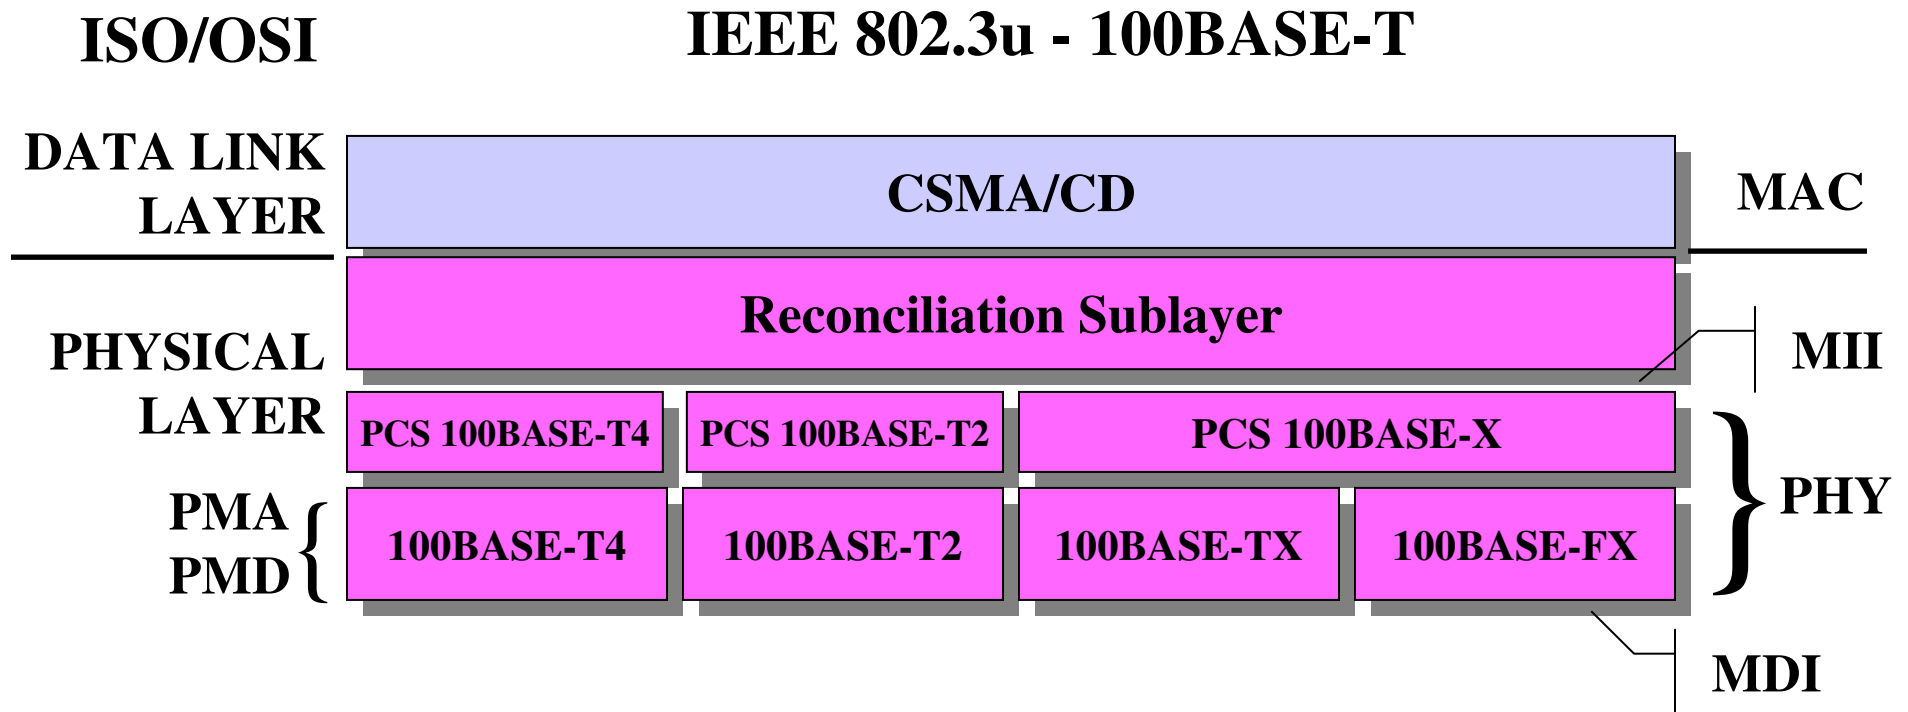 ISO/OSI
IEEE 802.3u - 100BASE-T
DATA LINK
LAYER
CSMA/CD
MAC
Reconciliation Sublayer
PHYSICAL
LAYER
MII
PCS 100BASE-T4
PCS 100BASE-T2
PCS 100BASE-X
PHY
PMA
PMD
100BASE-T4
100BASE-T2
100BASE-TX
100BASE-FX
MDI